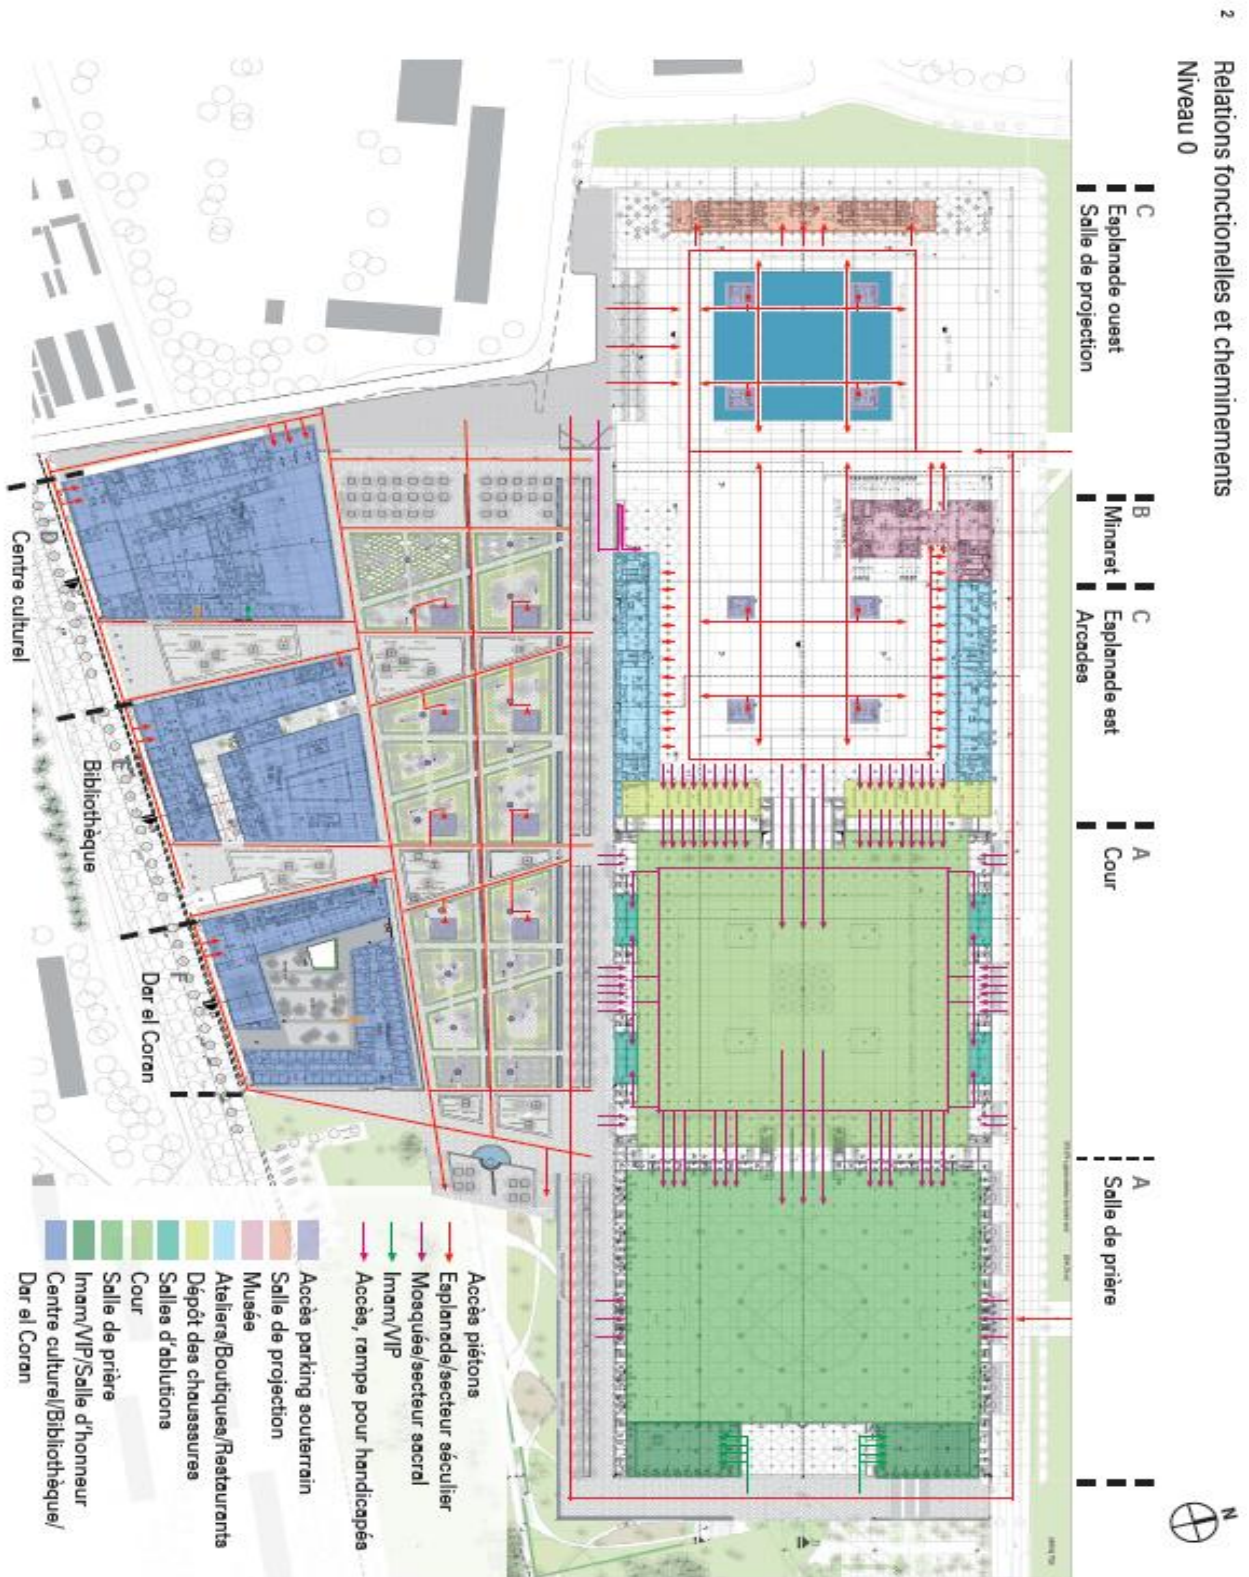 2
Relations fonctionelles et cheminements
Niveau 0
C
Esplanade ouest
Salle de projection
B
Minaret
C
Esplanade est
Arcades
A
Cour
A
Salle de prière
N
D
Centre culturel
E
Bibliothèque
F
Dar el Coran
Accès piétons
Esplanade/secteur séculier
Mosquée/secteur sacral
Imam/VIP
Accès, rampe pour handicapés
Accès parking souterrain
Salle de projection
Musée
Ateliers/Boutiques/Restaurants
Dépôt des chaussures
Salles d'ablutions
Cour
Salle de prière
Imam/VIP/Salle d'honneur
Centre culturel/Bibliothèque/
Dar el Coran